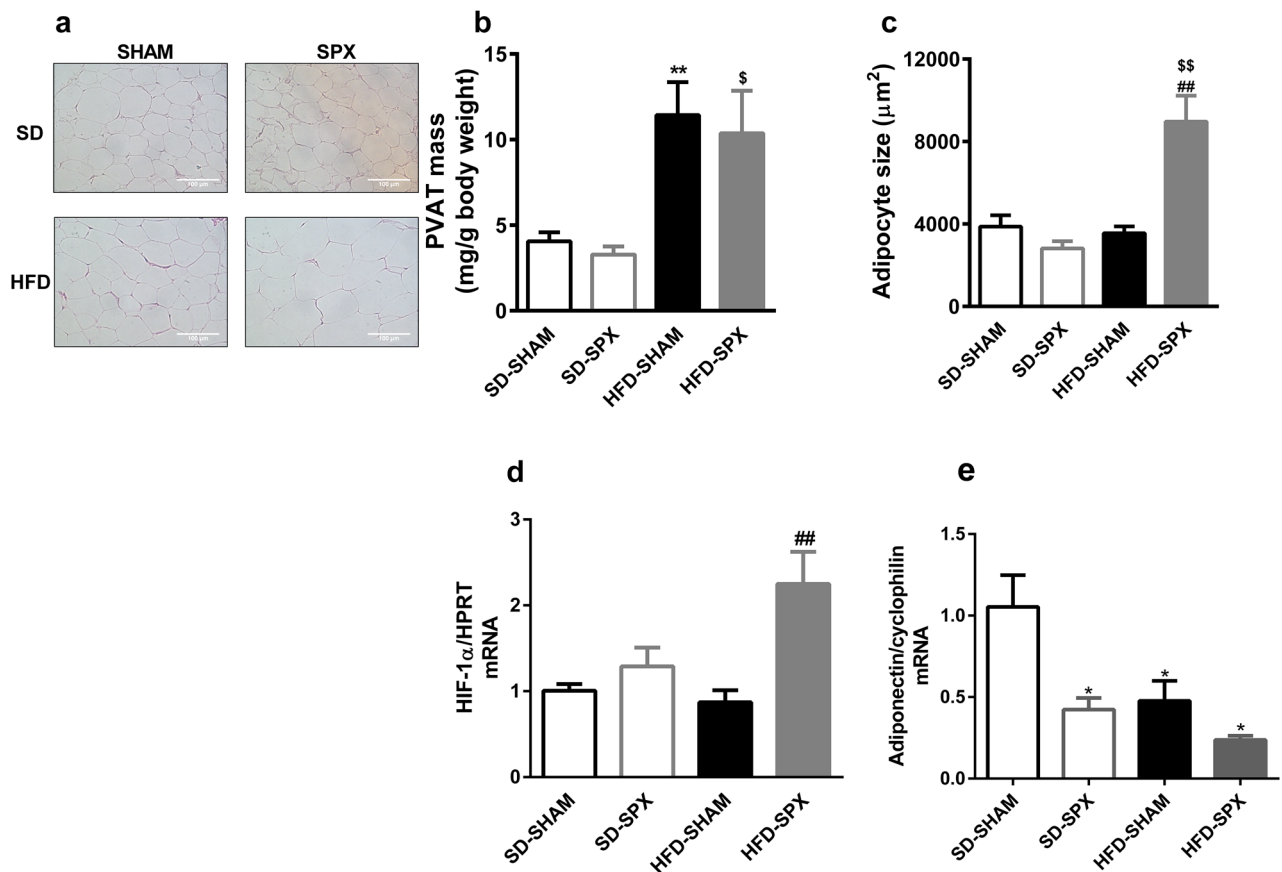 a
SHAM SPX
SD
HFD
100 µm
100 µm
100 µm
100 µm
b
PVAT mass
(mg/g body weight)
15
10
5
0
**
$
SD-SHAM
SD-SPX
HFD-SHAM
HFD-SPX
c
Adipocyte size (µm²)
12000
8000
4000
0
$$
##
SD-SHAM
SD-SPX
HFD-SHAM
HFD-SPX
d
HIF-1α/HPRT
mRNA
3
2
1
0
##
SD-SHAM
SD-SPX
HFD-SHAM
HFD-SPX
e
Adiponectin/cyclophilin
mRNA
1.5
1.0
0.5
0.0
*
*
*
SD-SHAM
SD-SPX
HFD-SHAM
HFD-SPX